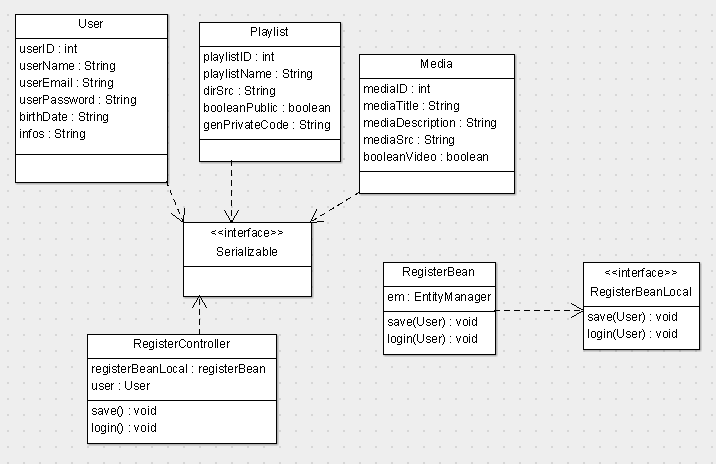 User
userID : int
userName : String
userEmail : String
userPassword : String
birthDate : String
infos : String
Playlist
playlistID : int
playlistName : String
dirSrc : String
booleanPublic : boolean
genPrivateCode : String
Media
mediaID : int
mediaTitle : String
mediaDescription : String
mediaSrc : String
booleanVideo : boolean
<<interface>>
Serializable
RegisterBean
em : EntityManager
save(User) : void
login(User) : void
<<interface>>
RegisterBeanLocal
save(User) : void
login(User) : void
RegisterController
registerBeanLocal : registerBean
user : User
save() : void
login() : void